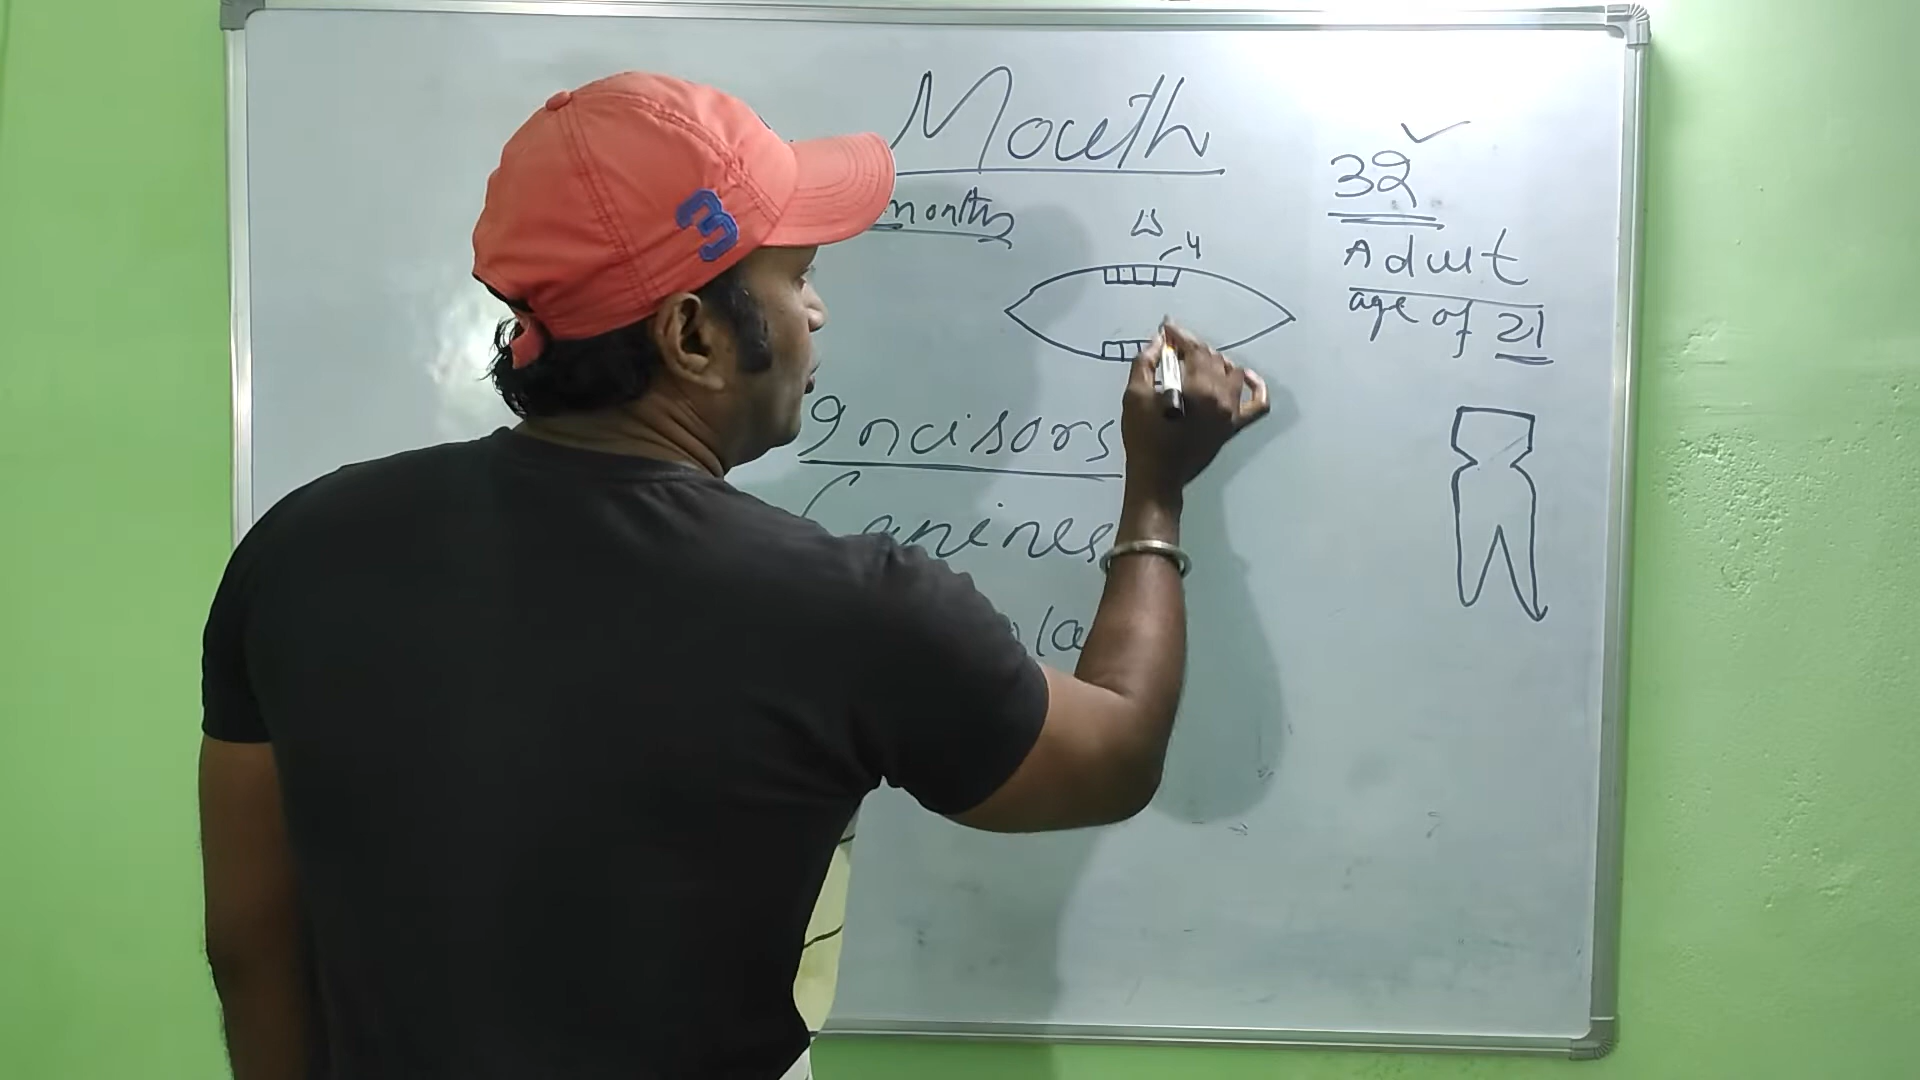 Mouth
months
4
32
Adult
age of 21
Incisors
Canines
3